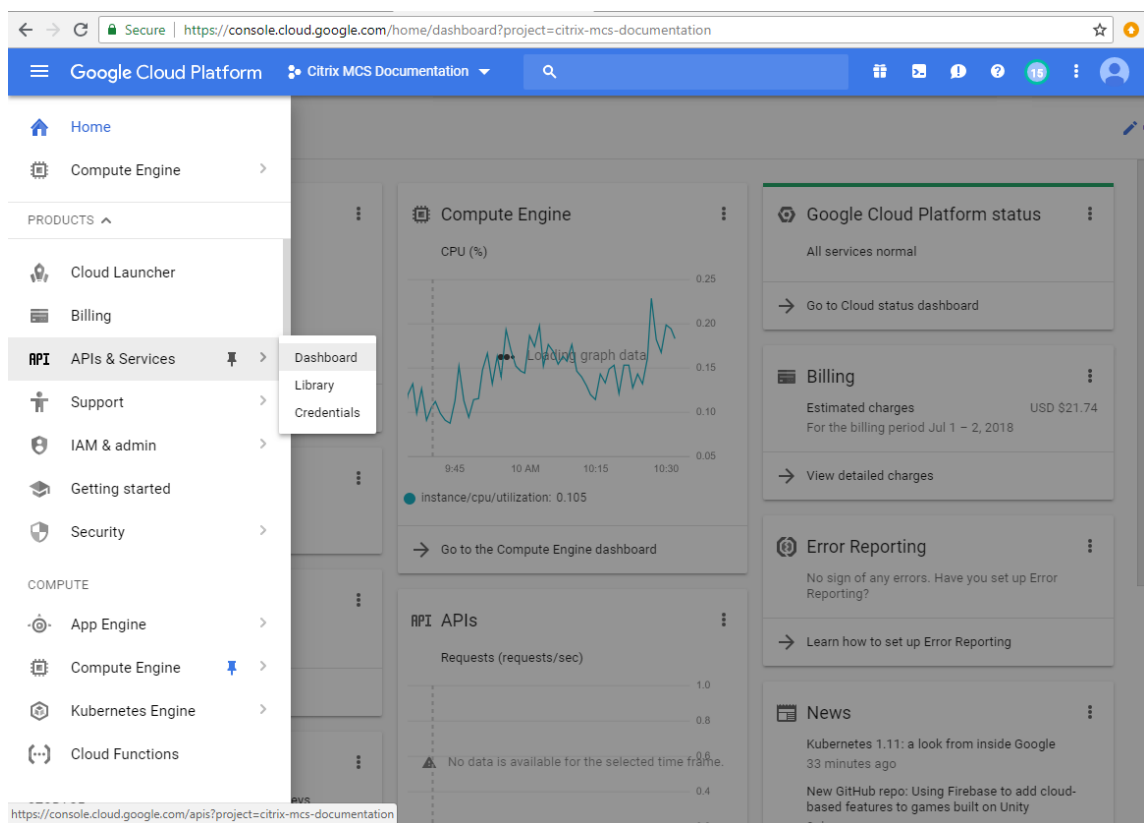 Secure https://console.cloud.google.com/home/dashboard?project=citrix-mcs-documentation
Google Cloud Platform Citrix MCS Documentation 15
Home
Compute Engine
PRODUCTS
Cloud Launcher
Billing
API APIs & Services
Support
IAM & admin
Getting started
Security
COMPUTE
App Engine
Compute Engine
Kubernetes Engine
Cloud Functions
Dashboard
Library
Credentials
Compute Engine
CPU (%)
0.25
0.20
Loading graph data
0.15
0.10
0.05
9:45 10 AM 10:15 10:30
instance/cpu/utilization: 0.105
Go to the Compute Engine dashboard
API APIs
Requests (requests/sec)
1.0
0.8
0.6
No data is available for the selected time frame.
0.4
Google Cloud Platform status
All services normal
Go to Cloud status dashboard
Billing
Estimated charges USD $21.74
For the billing period Jul 1 – 2, 2018
View detailed charges
Error Reporting
No sign of any errors. Have you set up Error
Reporting?
Learn how to set up Error Reporting
News
Kubernetes 1.11: a look from inside Google
33 minutes ago
New GitHub repo: Using Firebase to add cloud-
based features to games built on Unity
https://console.cloud.google.com/apis?project=citrix-mcs-documentation